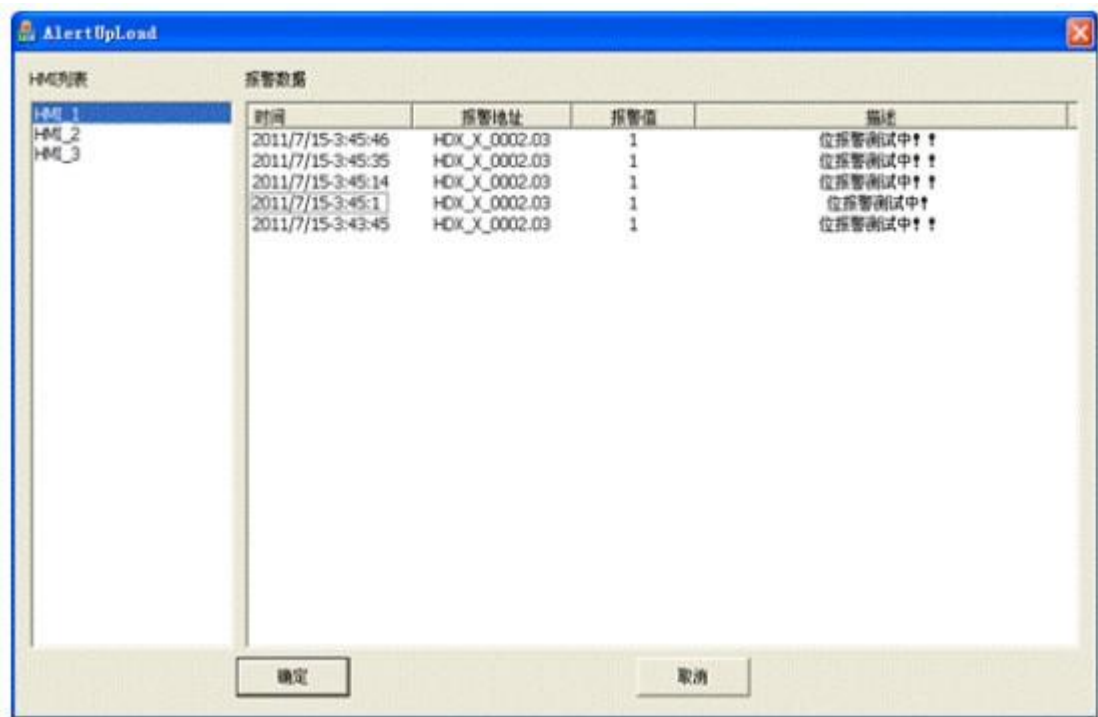 AlertUpLoad
HMI列表
报警数据
HMI_1
HMI_2
HMI_3
时间 报警地址 报警值 描述
2011/7/15-3:45:46 HDX_X_0002.03 1 位报警测试中！！
2011/7/15-3:45:35 HDX_X_0002.03 1 位报警测试中！！
2011/7/15-3:45:14 HDX_X_0002.03 1 位报警测试中！！
2011/7/15-3:45:1 HDX_X_0002.03 1 位报警测试中！
2011/7/15-3:43:45 HDX_X_0002.03 1 位报警测试中！！
确定 取消